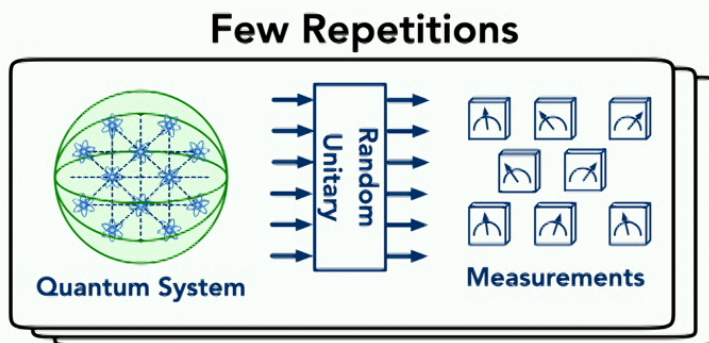 Few Repetitions
Random
Unitary
Quantum System
Measurements